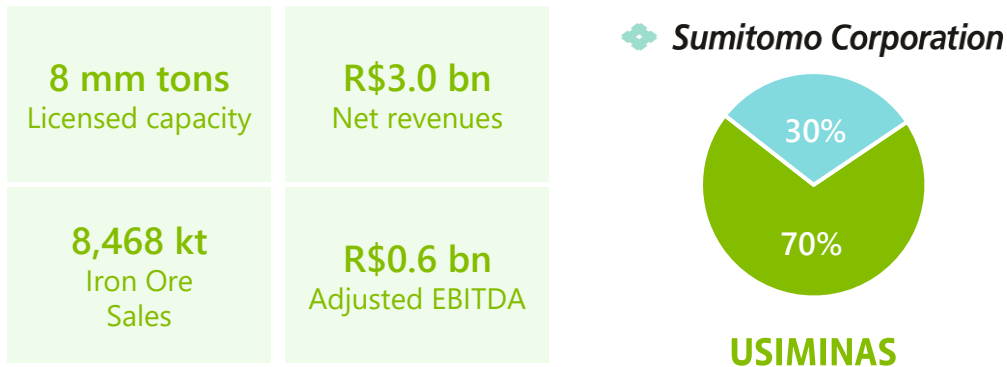 8 mm tons
Licensed capacity
R$3.0 bn
Net revenues
8,468 kt
Iron Ore
Sales
R$0.6 bn
Adjusted EBITDA
Sumitomo Corporation
30%
70%
USIMINAS